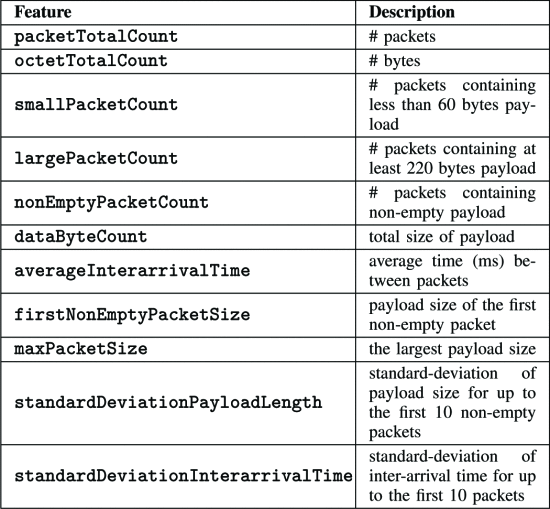 Feature Description
packetTotalCount # packets
octetTotalCount # bytes
smallPacketCount # packets containing
less than 60 bytes pay-
load
largePacketCount # packets containing at
least 220 bytes payload
nonEmptyPacketCount # packets containing
non-empty payload
dataByteCount total size of payload
averageInterarrivalTime average time (ms) be-
tween packets
firstNonEmptyPacketSize payload size of the first
non-empty packet
maxPacketSize the largest payload size
standardDeviationPayloadLength standard-deviation of
payload size for up to
the first 10 non-empty
packets
standardDeviationInterarrivalTime standard-deviation of
inter-arrival time for up
to the first 10 packets